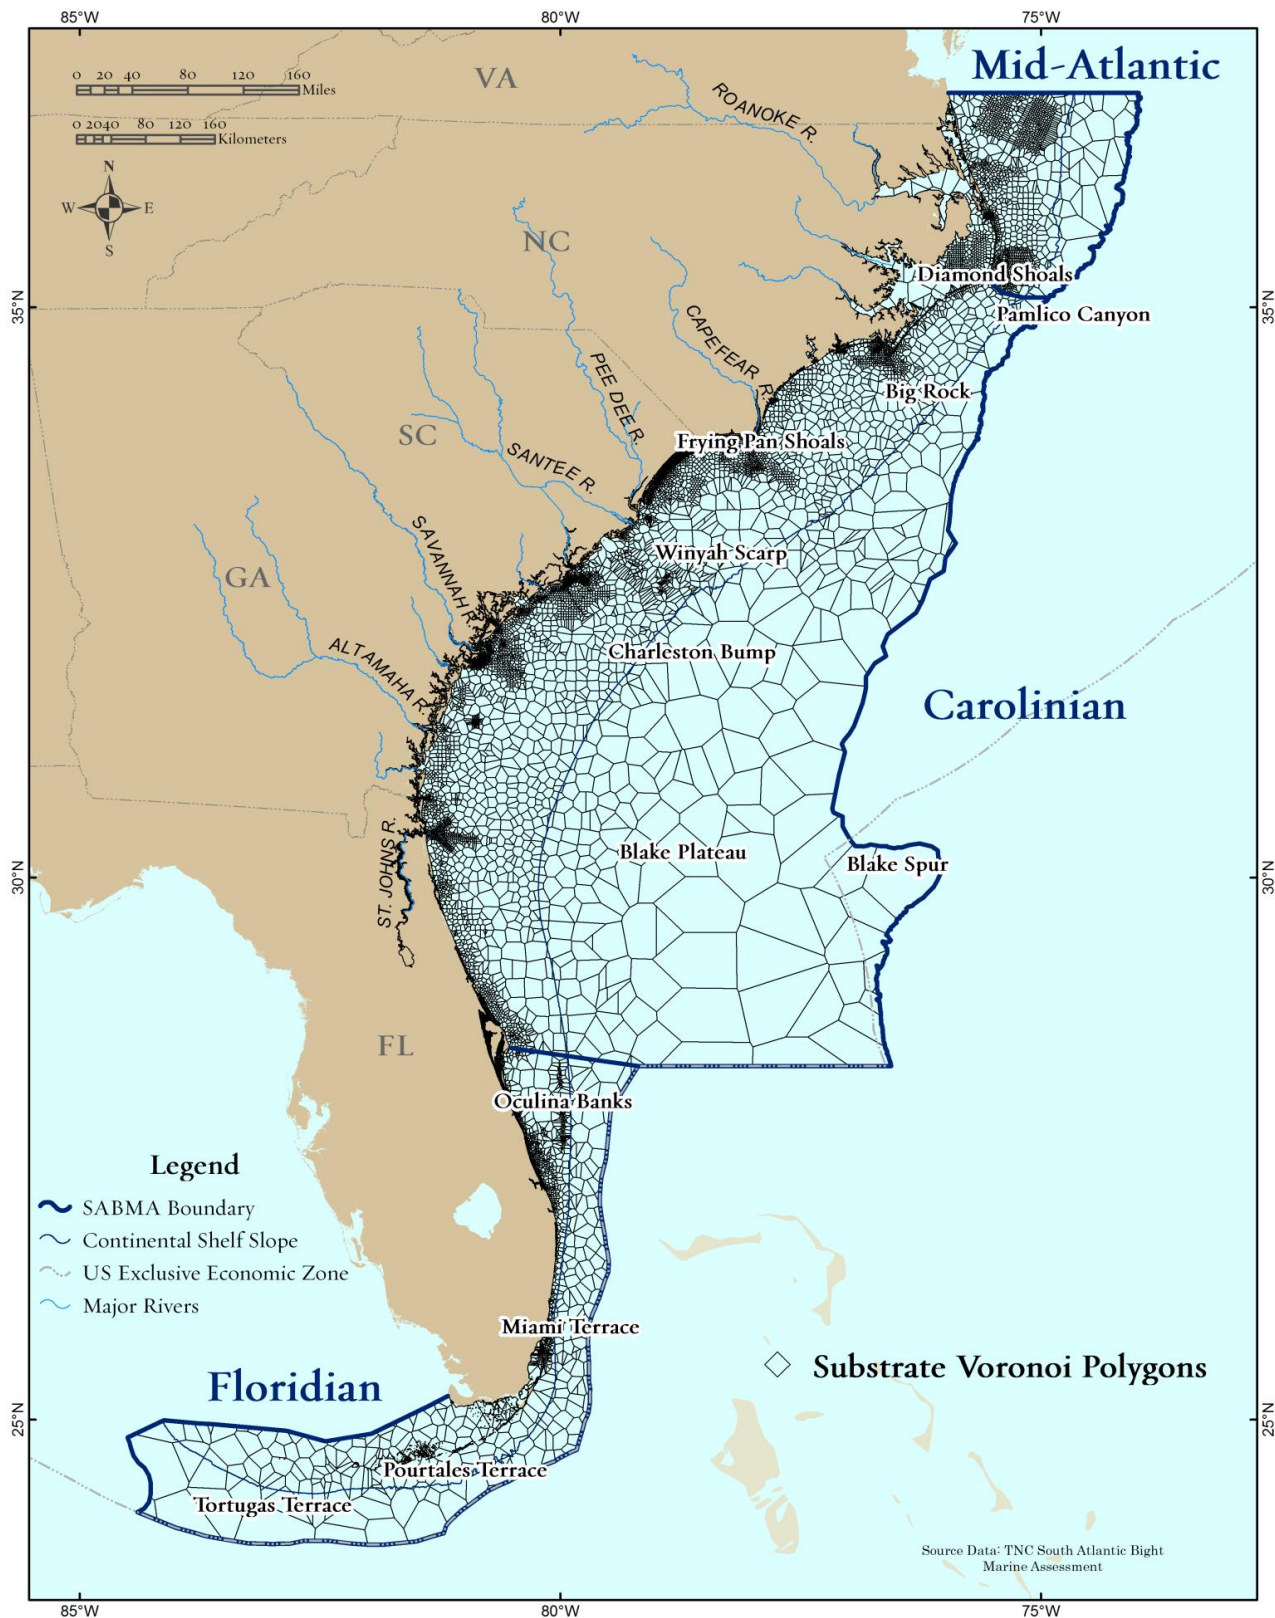 85°W
80°W
75°W
Mid-Atlantic
0 20 40 80 120 160
Miles
0 20 40 80 120 160
Kilometers
N
W E
S
VA
ROANOKE R.
NC
Diamond Shoals
35°N
35°N
Pamlico Canyon
CAPE FEAR R.
PEE DEE R.
Big Rock
SC
Frying Pan Shoals
SANTEE R.
SAVANNAH R.
Winyah Scarp
GA
ALTAMAHA R.
Charleston Bump
Carolinian
ST. JOHNS R.
Blake Plateau
Blake Spur
30°N
30°N
FL
Oculina Banks
Legend
SABMA Boundary
Continental Shelf Slope
US Exclusive Economic Zone
Major Rivers
Miami Terrace
Substrate Voronoi Polygons
Floridian
25°N
25°N
Pourtales Terrace
Tortugas Terrace
Source Data: TNC South Atlantic Bight
Marine Assessment
85°W
80°W
75°W